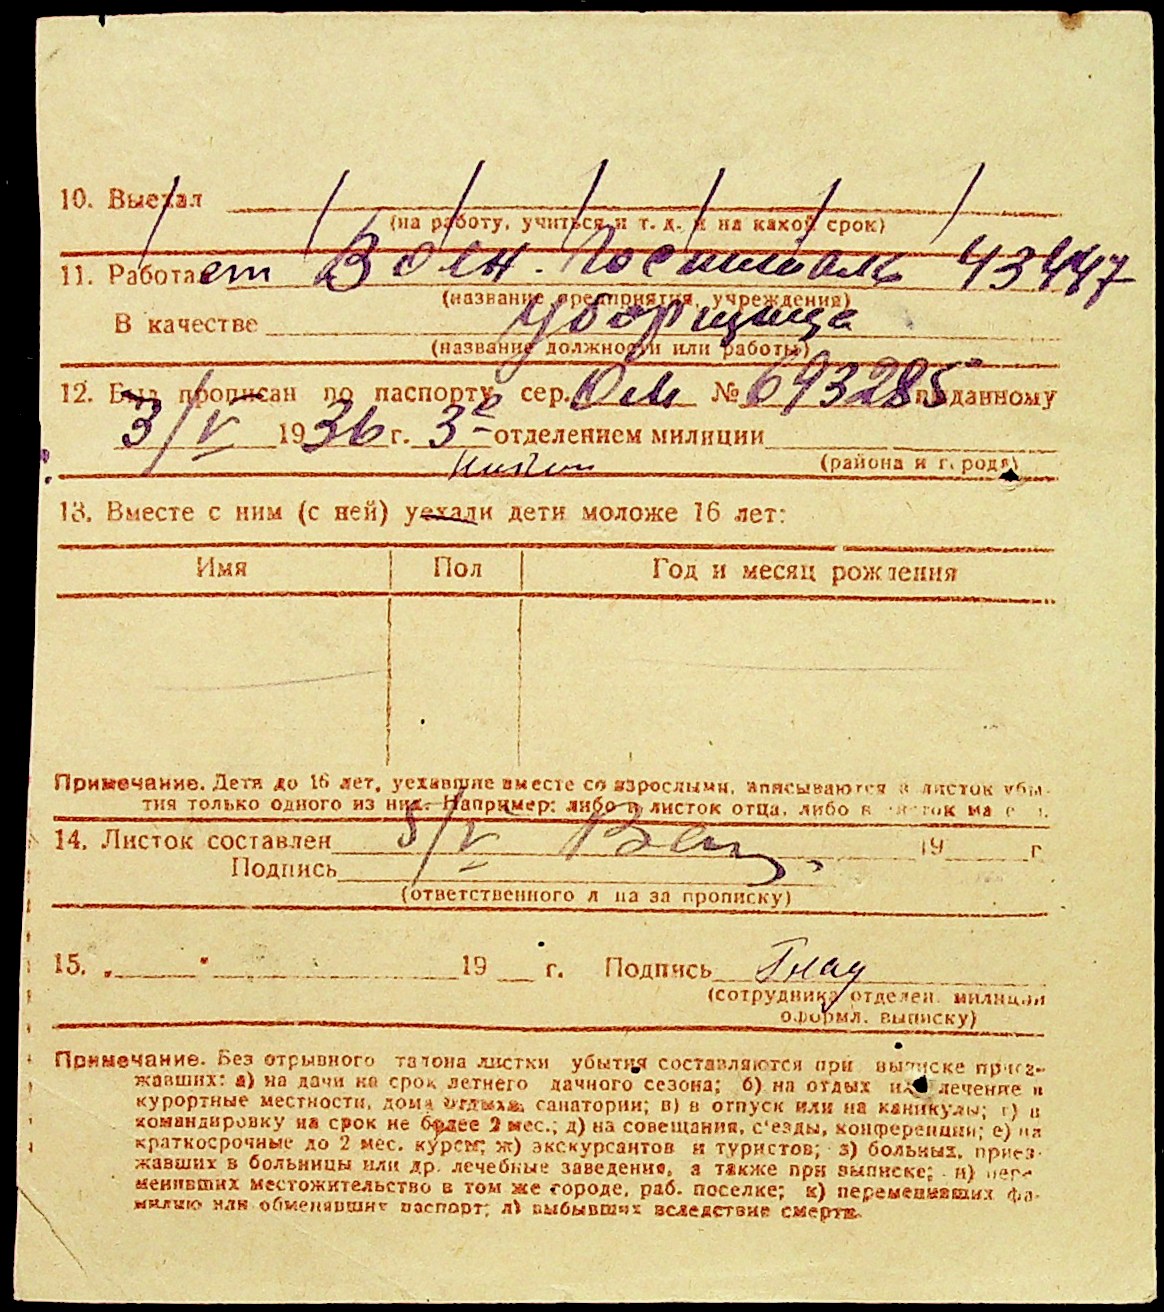 10. Выехал
(на работу, учиться и т. д. и на какой срок)
11. Работает Воен. Госпиталь 43447
(название предприятия, учреждения)
В качестве Уборщица
(название должности или работы)
12. Был прописан по паспорту сер. № 693285 выданному
3/V 1936 г. 3е отделением милиции
(района и города)
13. Вместе с ним (с ней) уехали дети моложе 16 лет:
Имя Пол Год и месяц рождения
Примечание. Дети до 16 лет, уехавшие вместе со взрослыми, вписываются в листок убы-
тия только одного из них. Например: либо в листок отца, либо в листок ма
14. Листок составлен 5/V 19 г
Подпись
(ответственного лица за прописку)
15. „ " 19 г. Подпись
(сотрудника отделен. милиции
оформл. выписку)
Примечание. Без отрывного талона листки убытия составляются при выписке приез-
жавших: а) на дачи на срок летнего дачного сезона; б) на отдых или лечение в
курортные местности, дома отдыха, санатории; в) в отпуск или на каникулы; г) в
командировку на срок не более 2 мес.; д) на совещания, с'езды, конференции; е) на
краткосрочные до 2 мес. курсы; ж) экскурсантов и туристов; з) больных, приез-
жавших в больницы или др. лечебные заведения, а также при выписке; и) пере-
менивших местожительство в том же городе, раб. поселке; к) переменивших фа-
милию или обменявших паспорт; л) выбывших вследствие смерти.